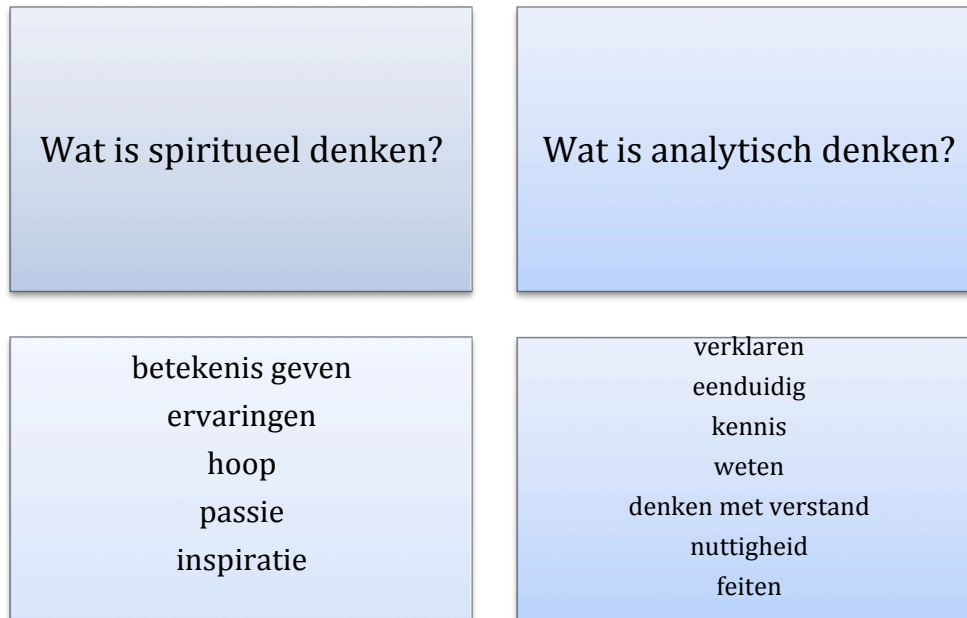 Wat is spiritueel denken?
Wat is analytisch denken?
betekenis geven
ervaringen
hoop
passie
inspiratie
verklaren
eenduidig
kennis
weten
denken met verstand
nuttigheid
feiten